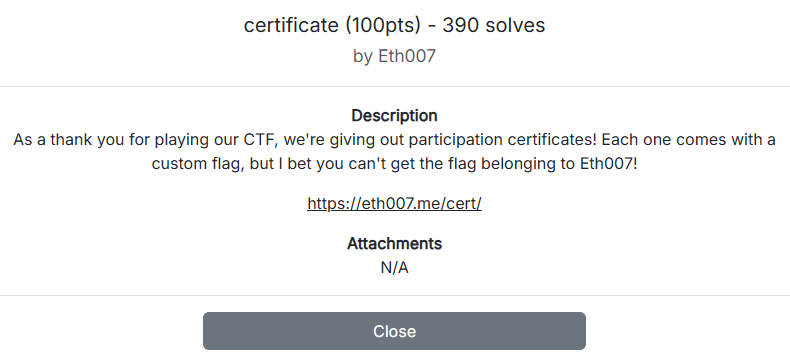 certificate (100pts) - 390 solves
by Eth007
Description
As a thank you for playing our CTF, we're giving out participation certificates! Each one comes with a
custom flag, but I bet you can't get the flag belonging to Eth007!
https://eth007.me/cert/
Attachments
N/A
Close